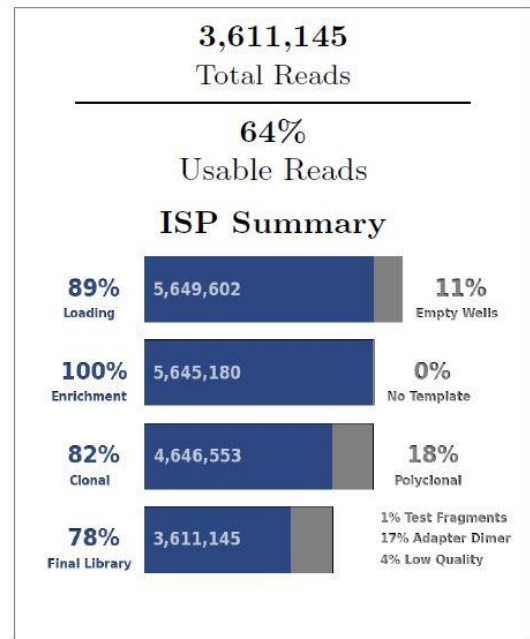 3,611,145
Total Reads
64%
Usable Reads
ISP Summary
89%
Loading
5,649,602
11%
Empty Wells
100%
Enrichment
5,645,180
0%
No Template
82%
Clonal
4,646,553
18%
Polyclonal
78%
Final Library
3,611,145
1% Test Fragments
17% Adapter Dimer
4% Low Quality